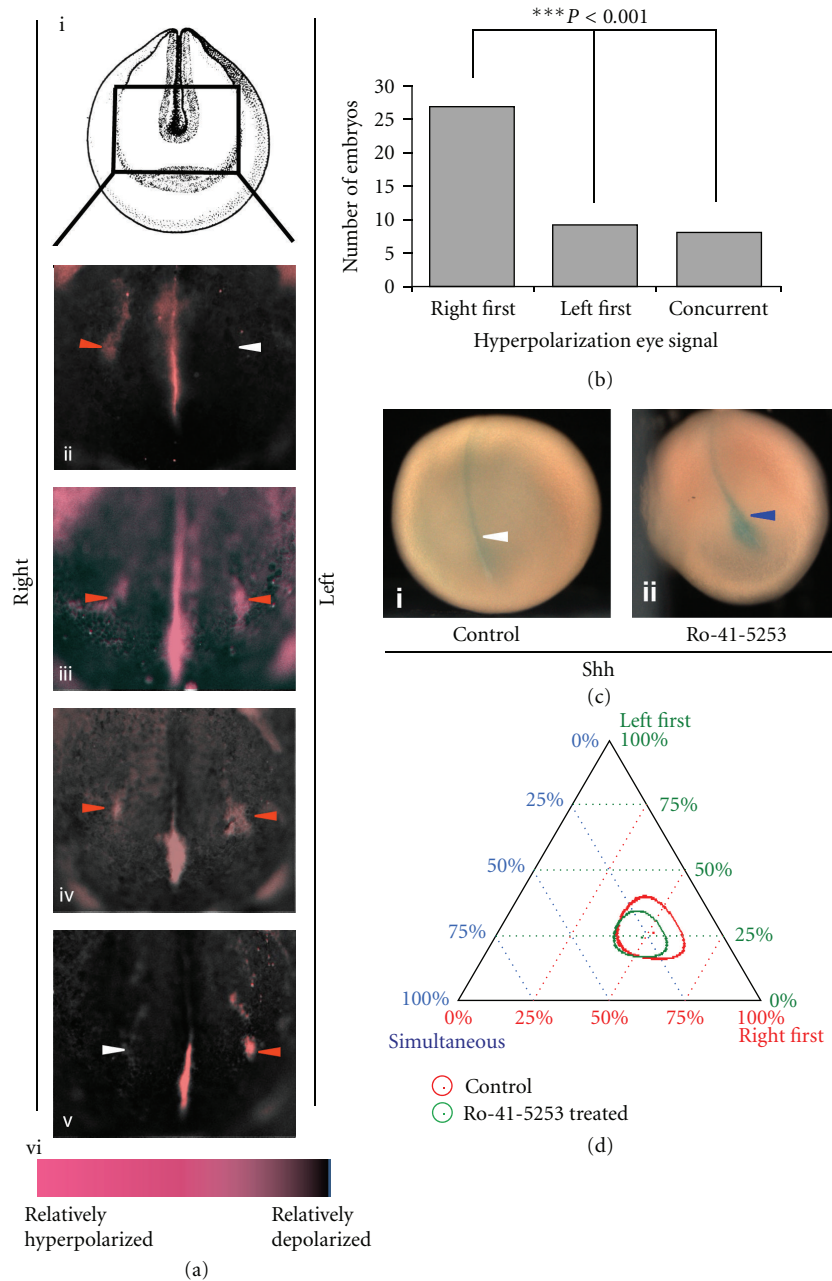 i
Right
Left
ii
iii
iv
v
vi
Relatively
hyperpolarized
Relatively
depolarized
(a)
***P < 0.001
Number of embryos
30
25
20
15
10
5
0
Right first
Left first
Concurrent
Hyperpolarization eye signal
(b)
i
ii
Control
Ro-41-5253
Shh
(c)
Left first
0% 100%
25% 75%
50% 50%
75% 25%
100% 0%
0% 25% 50% 75% 100%
Simultaneous
Right first
Control
Ro-41-5253 treated
(d)